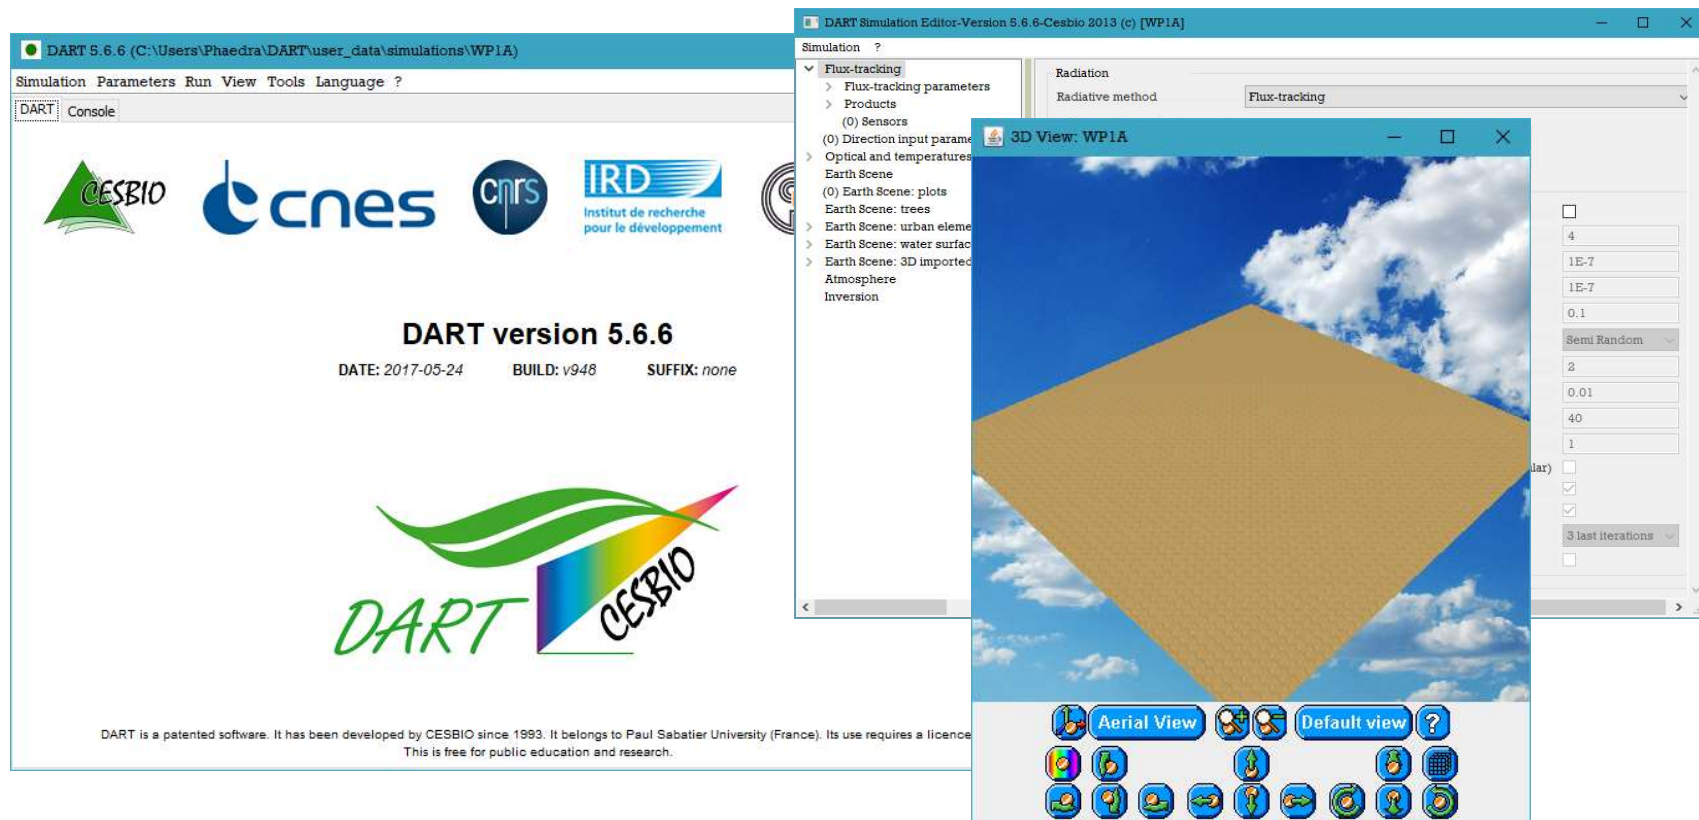 DART 5.6.6 (C:\Users\Phaedra\DART\user_data\simulations\WP1A)
Simulation Parameters Run View Tools Language ?
DART Console
CESBIO
cnes
cnrs
IRD
Institut de recherche
pour le développement
DART version 5.6.6
DATE: 2017-05-24 BUILD: v948 SUFFIX: none
DART
CESBIO
DART is a patented software. It has been developed by CESBIO since 1993. It belongs to Paul Sabatier University (France). Its use requires a licence
This is free for public education and research.
DART Simulation Editor-Version 5.6.6-Cesbio 2013 (c) [WP1A]
Simulation ?
Flux-tracking
Flux-tracking parameters
Products
(0) Sensors
(0) Direction input parame
Optical and temperatures
Earth Scene
(0) Earth Scene: plots
Earth Scene: trees
Earth Scene: urban eleme
Earth Scene: water surfac
Earth Scene: 3D imported
Atmosphere
Inversion
Radiation
Radiative method Flux-tracking
4
1E-7
1E-7
0.1
Semi Random
2
0.01
40
1
lar)
3 last iterations
3D View: WP1A
Aerial View Default view ?